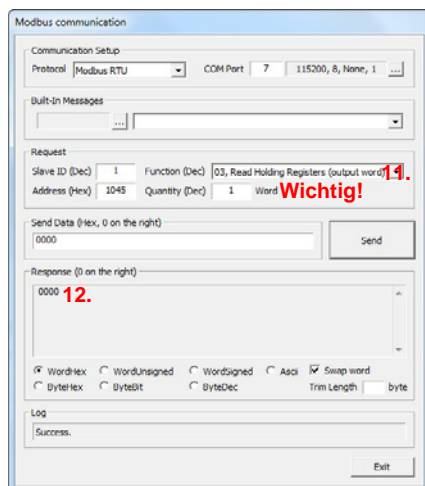 Modbus communication
Communication Setup
Protocol Modbus RTU COM Port 7 115200, 8, None, 1 ...
Built-In Messages
...
Request
Slave ID (Dec) 1 Function (Dec) 03, Read Holding Registers (output word) 11.
Address (Hex) 1045 Quantity (Dec) 1 Word Wichtig!
Send Data (Hex, 0 on the right)
0000 Send
Response (0 on the right)
0000 12.
WordHex WordUnsigned WordSigned Ascii Swap word
ByteHex ByteBit ByteDec Trim Length byte
Log
Success.
Exit